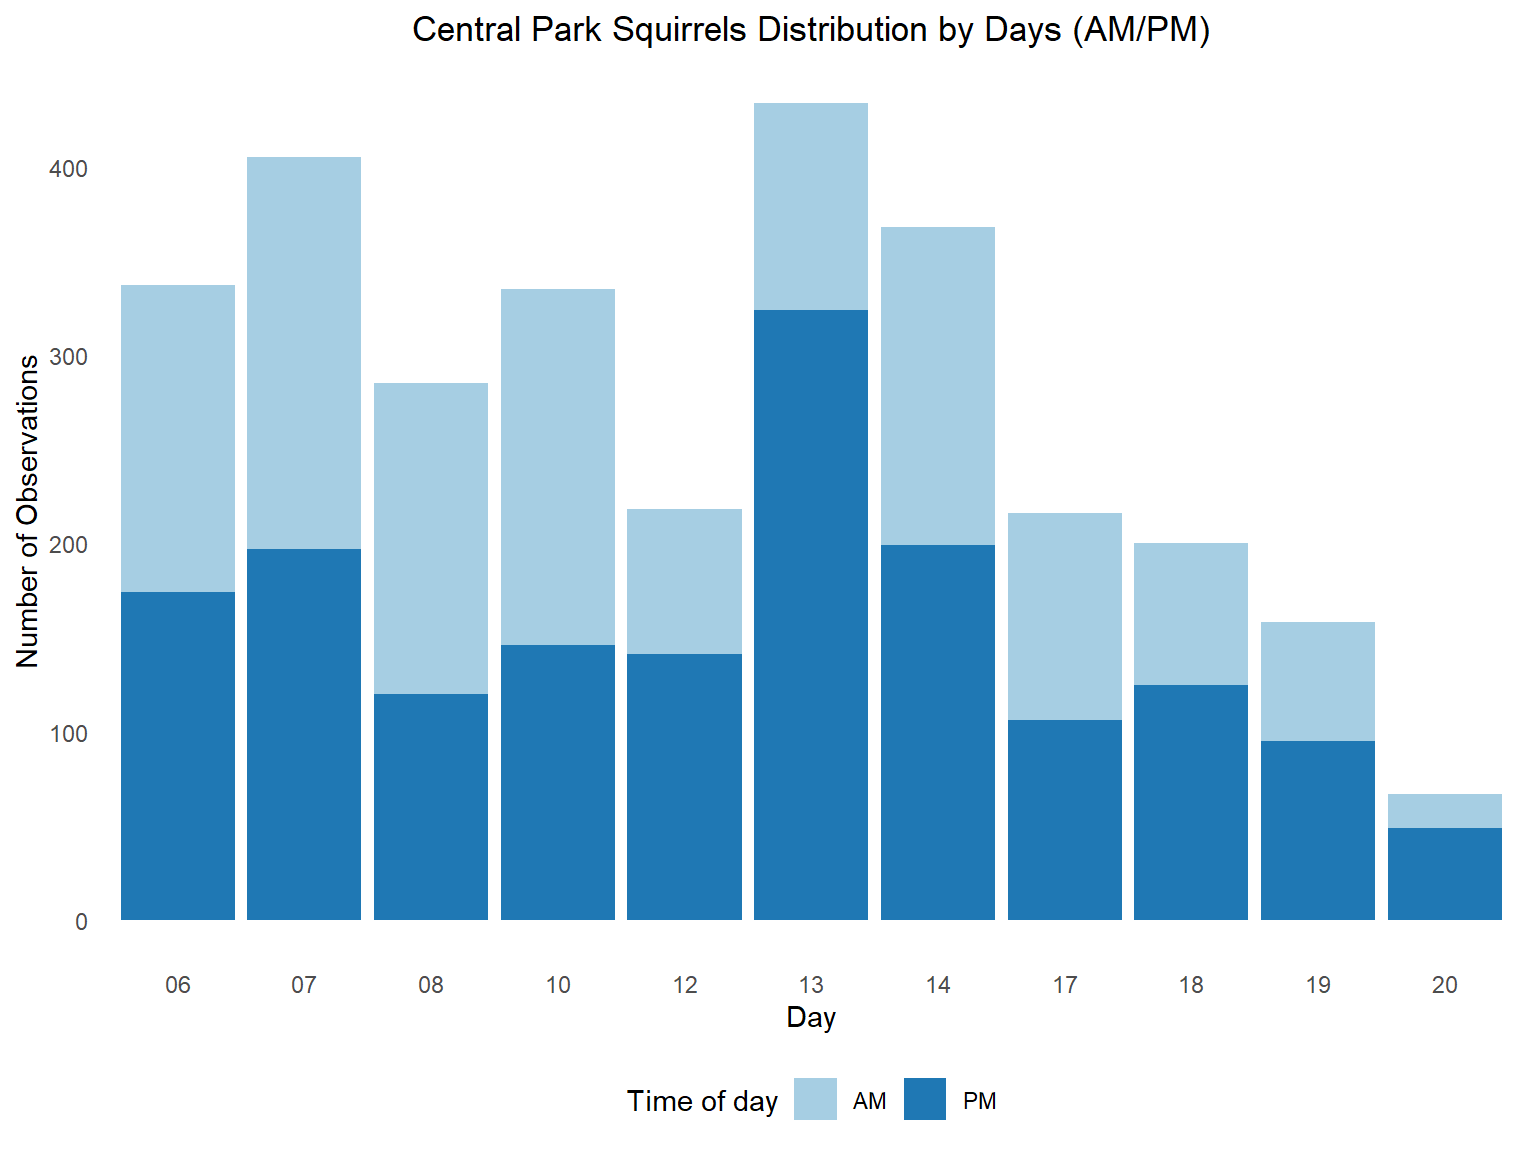 Central Park Squirrels Distribution by Days (AM/PM)
Number of Observations
400
300
200
100
0
06 07 08 10 12 13 14 17 18 19 20
Day
Time of day AM PM